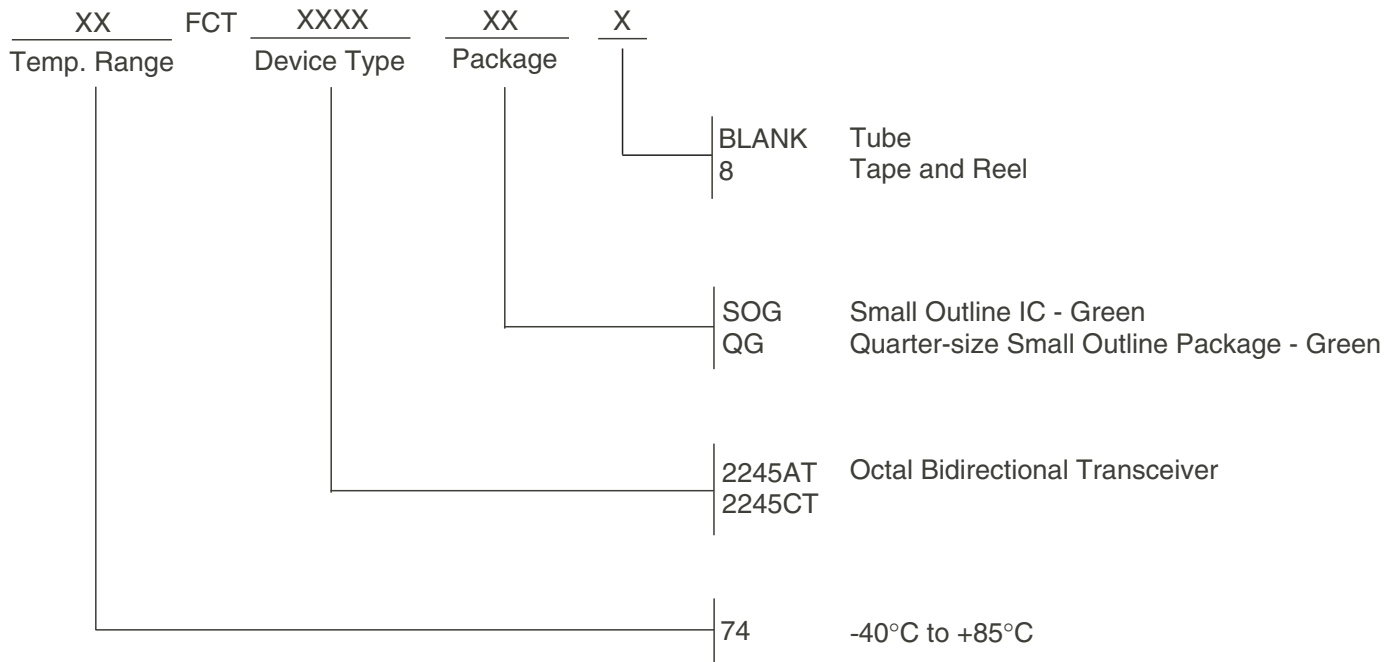 XX FCT XXXX XX X
Temp. Range Device Type Package
BLANK Tube
8 Tape and Reel
SOG Small Outline IC - Green
QG Quarter-size Small Outline Package - Green
2245AT Octal Bidirectional Transceiver
2245CT
74 -40°C to +85°C